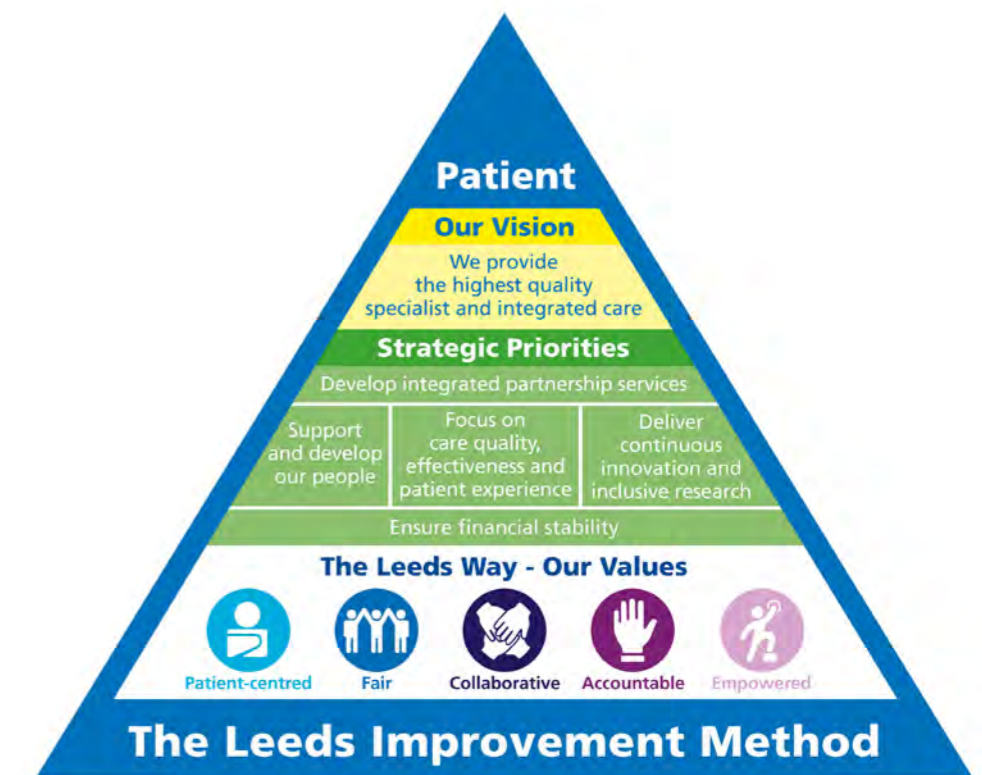 Patient
Our Vision
We provide
the highest quality
specialist and integrated care
Strategic Priorities
Develop integrated partnership services
Support
and develop
our people
Focus on
care quality,
effectiveness and
patient experience
Deliver
continuous
innovation and
inclusive research
Ensure financial stability
The Leeds Way - Our Values
Patient-centred
Fair
Collaborative
Accountable
Empowered
The Leeds Improvement Method